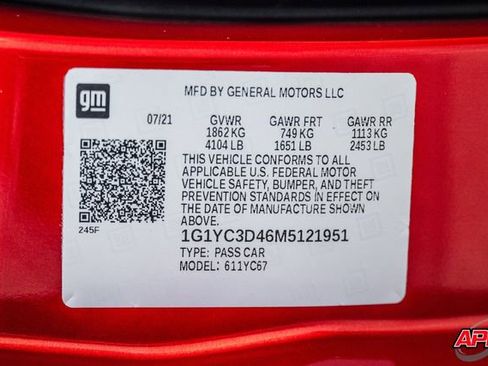 gm
MFD BY GENERAL MOTORS LLC
07/21 GVWR GAWR FRT GAWR RR
1862 KG 749 KG 1113 KG
4104 LB 1651 LB 2453 LB
THIS VEHICLE CONFORMS TO ALL
APPLICABLE U.S. FEDERAL MOTOR
VEHICLE SAFETY, BUMPER, AND THEFT
PREVENTION STANDARDS IN EFFECT ON
THE DATE OF MANUFACTURE SHOWN
ABOVE.
245F
1G1YC3D46M5121951
TYPE: PASS CAR
MODEL: 611YC67